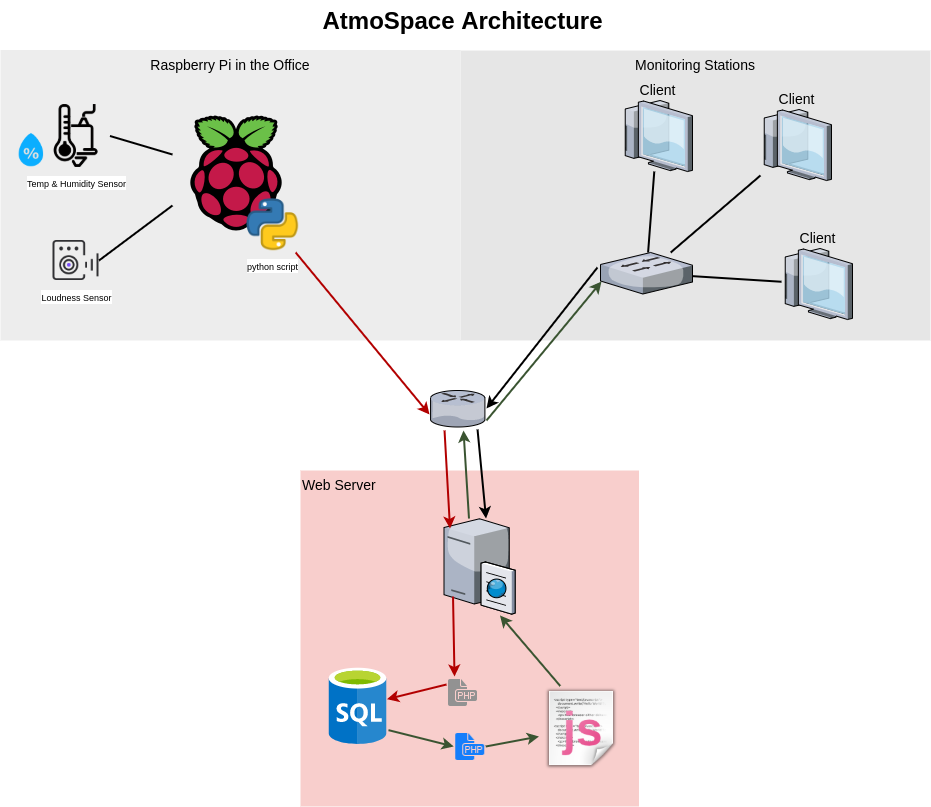 AtmoSpace Architecture
Raspberry Pi in the Office
Monitoring Stations
Client
Client
%
Temp & Humidity Sensor
Client
python script
Loudness Sensor
Web Server
PHP
SQL
js
PHP